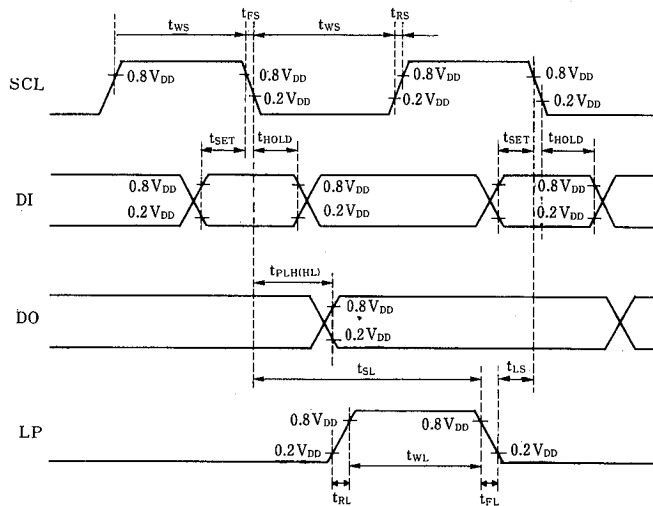 tWS tFS tWS tRS
SCL 0.8VDD 0.8VDD 0.8VDD 0.8VDD
0.2VDD 0.2VDD 0.2VDD
tSET tHOLD tSET tHOLD
DI 0.8VDD 0.8VDD 0.8VDD 0.8VDD
0.2VDD 0.2VDD 0.2VDD 0.2VDD
tPLH(HL)
DO 0.8VDD
0.2VDD
tSL tLS
LP 0.8VDD 0.8VDD
0.2VDD 0.2VDD
tWL
tRL tFL